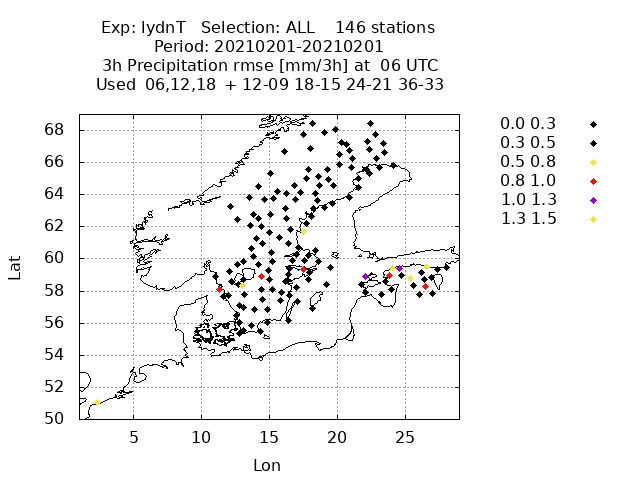 Exp: IydnT Selection: ALL 146 stations
Period: 20210201-20210201
3h Precipitation rmse [mm/3h] at 06 UTC
Used 06,12,18 + 12-09 18-15 24-21 36-33
0.0 0.3
0.3 0.5
0.5 0.8
0.8 1.0
1.0 1.3
1.3 1.5
68
66
64
62
60
58
56
54
52
50
Lat
5 10 15 20 25
Lon